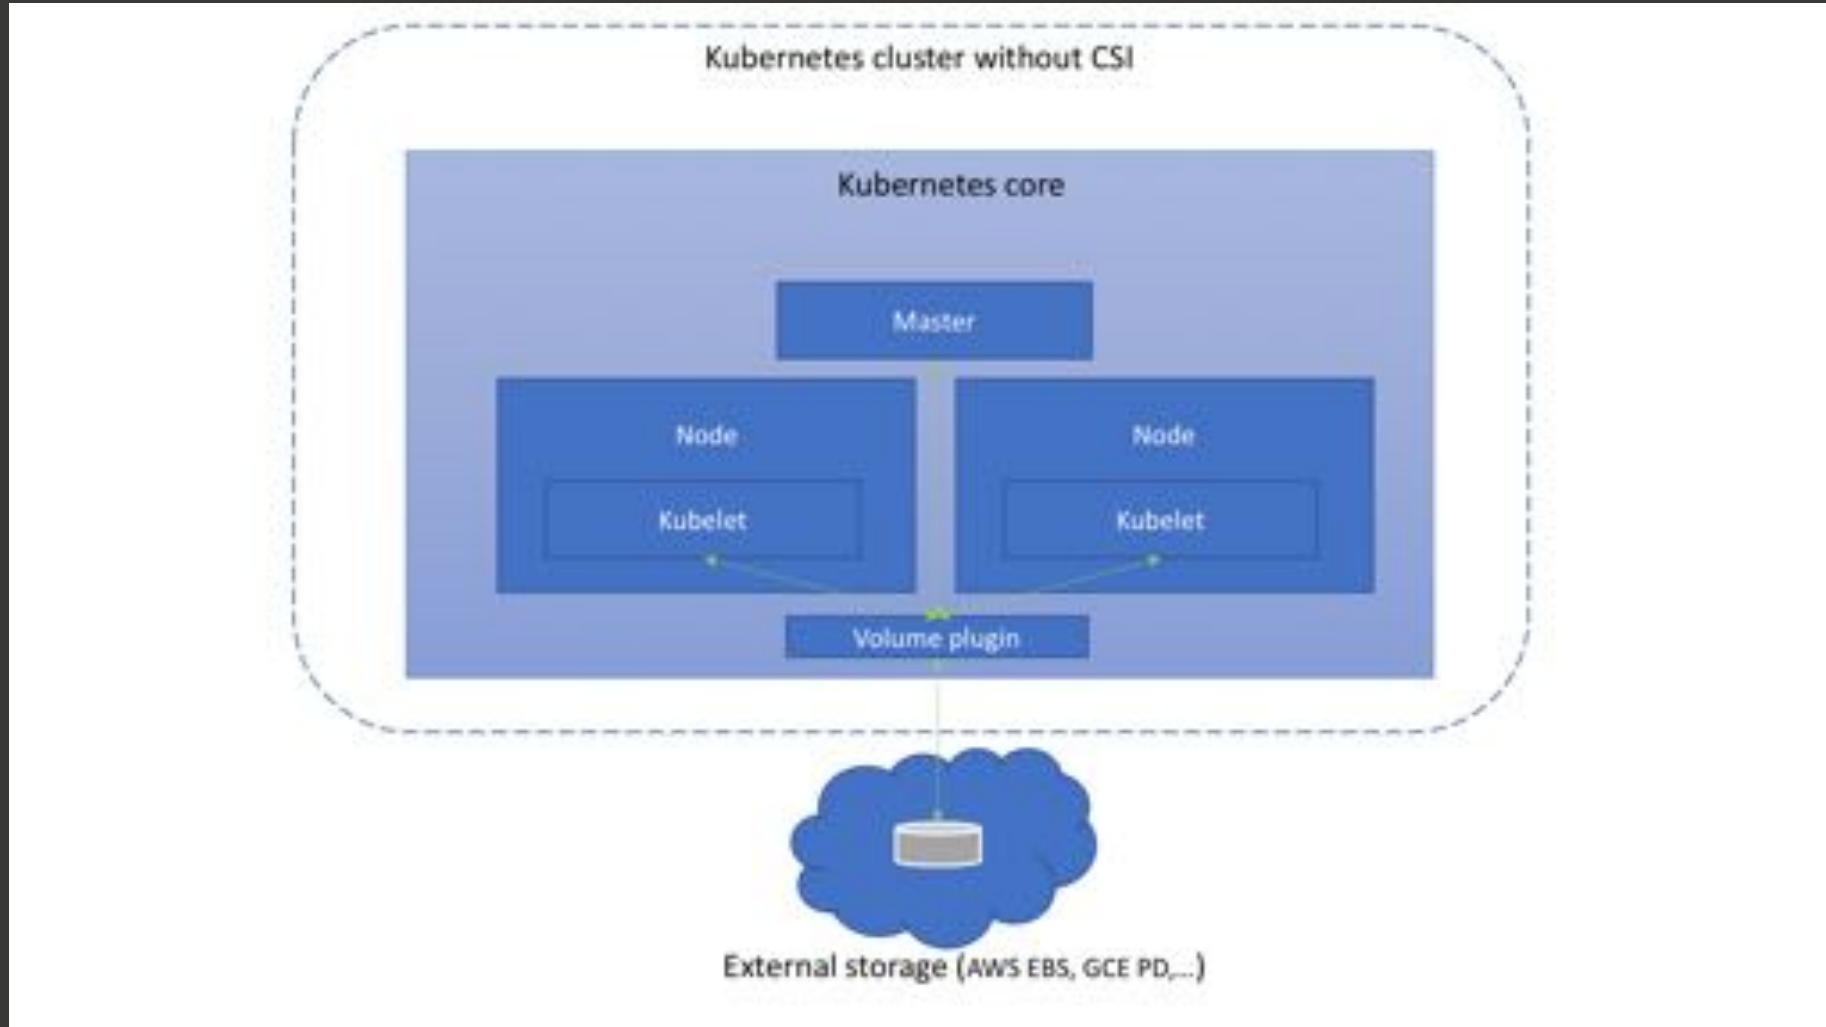 Kubernetes cluster without CSI
Kubernetes core
Master
Node
Node
Kubelet
Kubelet
Volume plugin
External storage (AWS EBS, GCE PD,...)